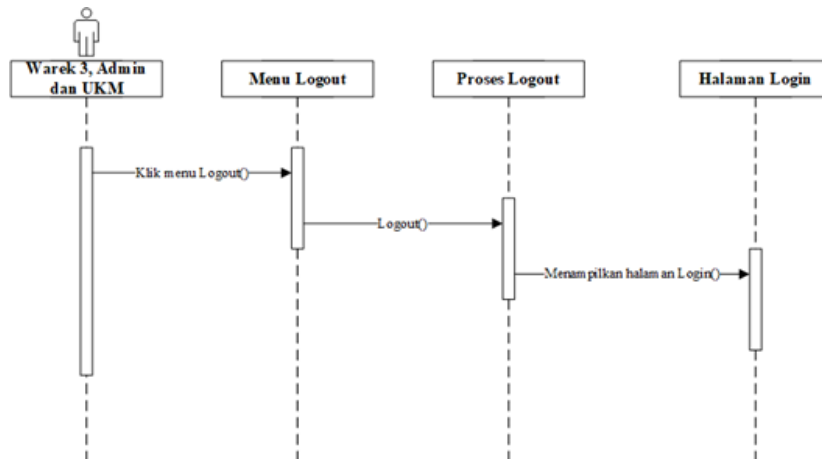 Warek 3, Admin
dan UKM
Menu Logout
Proses Logout
Halaman Login
Klik menu Logout()
Logout()
Menampilkan halaman Login()